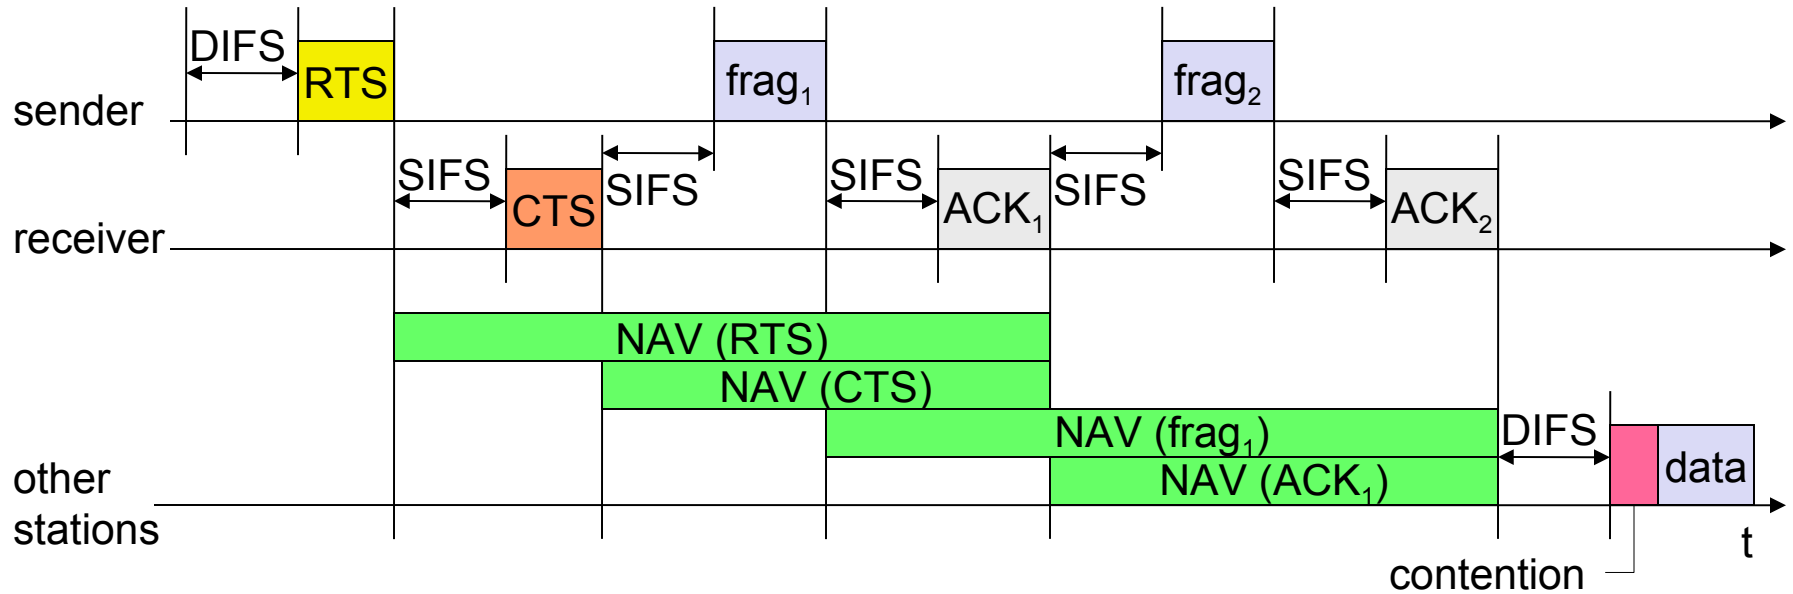 DIFS
RTS
frag₁
frag₂
sender
SIFS
CTS
SIFS
SIFS
ACK₁
SIFS
SIFS
ACK₂
receiver
NAV (RTS)
NAV (CTS)
NAV (frag₁)
NAV (ACK₁)
DIFS
data
other
stations
t
contention